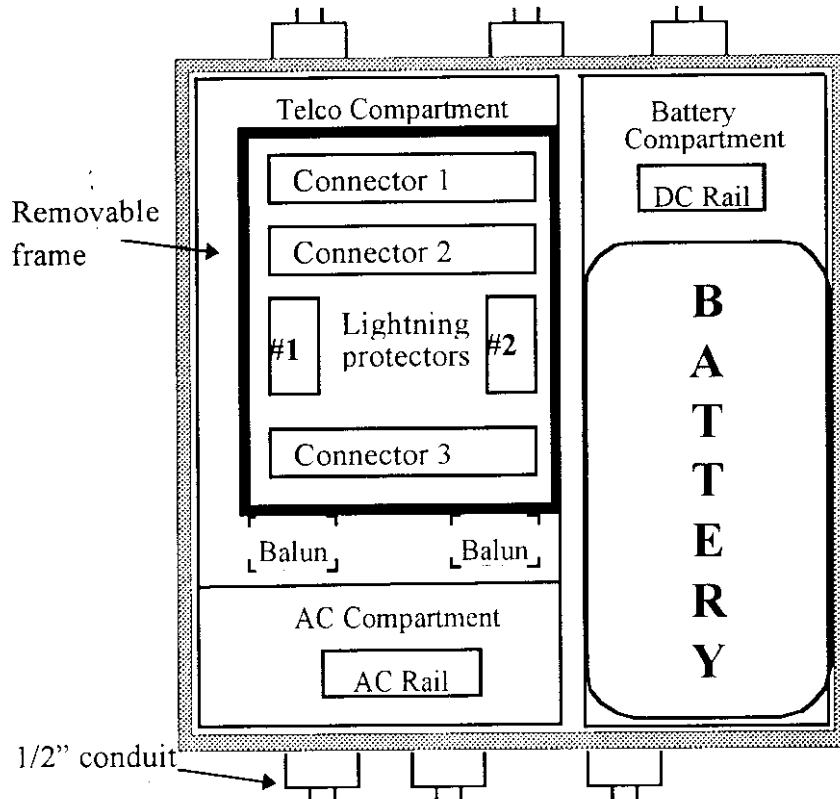 Telco Compartment
Battery
Compartment
Connector 1
DC Rail
Removable
frame
Connector 2
#1
Lightning
protectors
#2
Connector 3
Balun
Balun
AC Compartment
AC Rail
1/2” conduit
B
A
T
T
E
R
Y